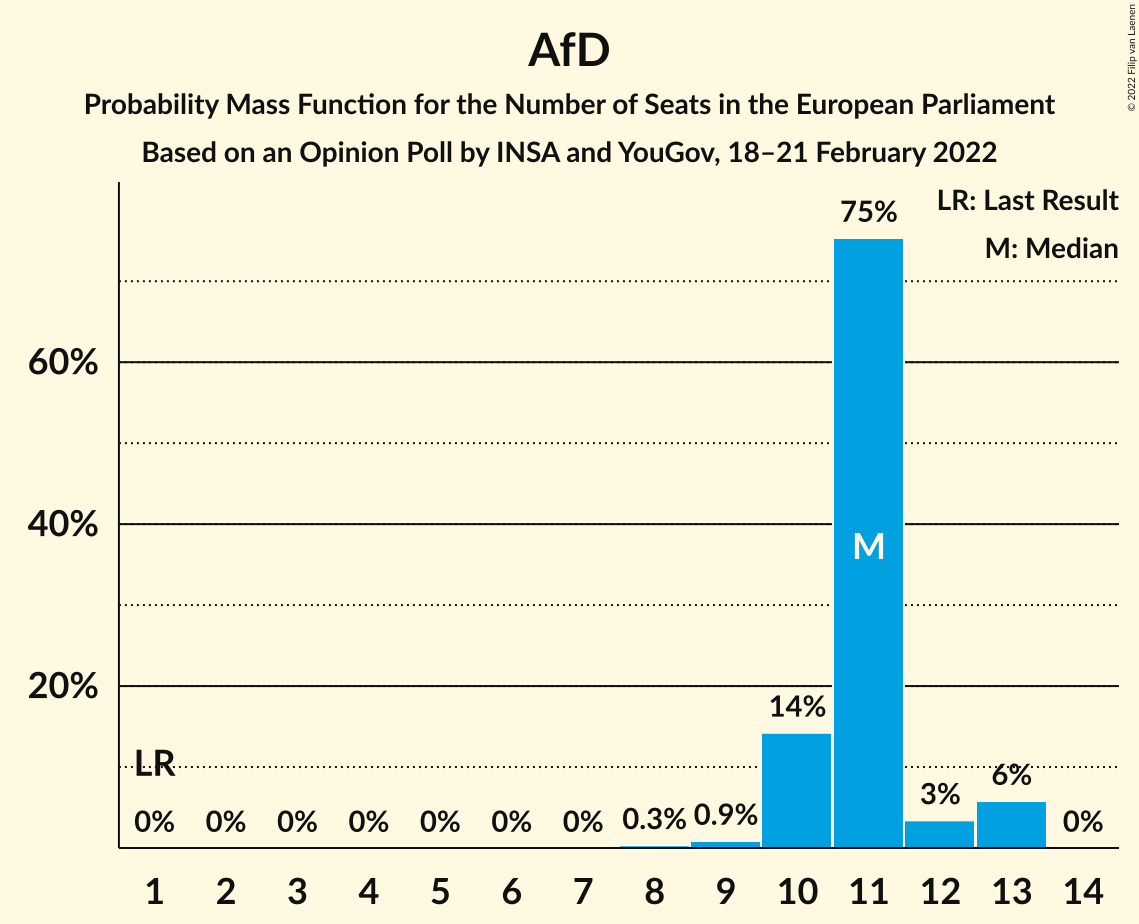 AfD
Probability Mass Function for the Number of Seats in the European Parliament
Based on an Opinion Poll by INSA and YouGov, 18–21 February 2022
© 2022 Filip van Laenen
LR: Last Result
M: Median
60%
40%
20%
LR
M
0%
0%
0%
0%
0%
0%
0%
0.3%
0.9%
14%
75%
3%
6%
0%
1 2 3 4 5 6 7 8 9 10 11 12 13 14